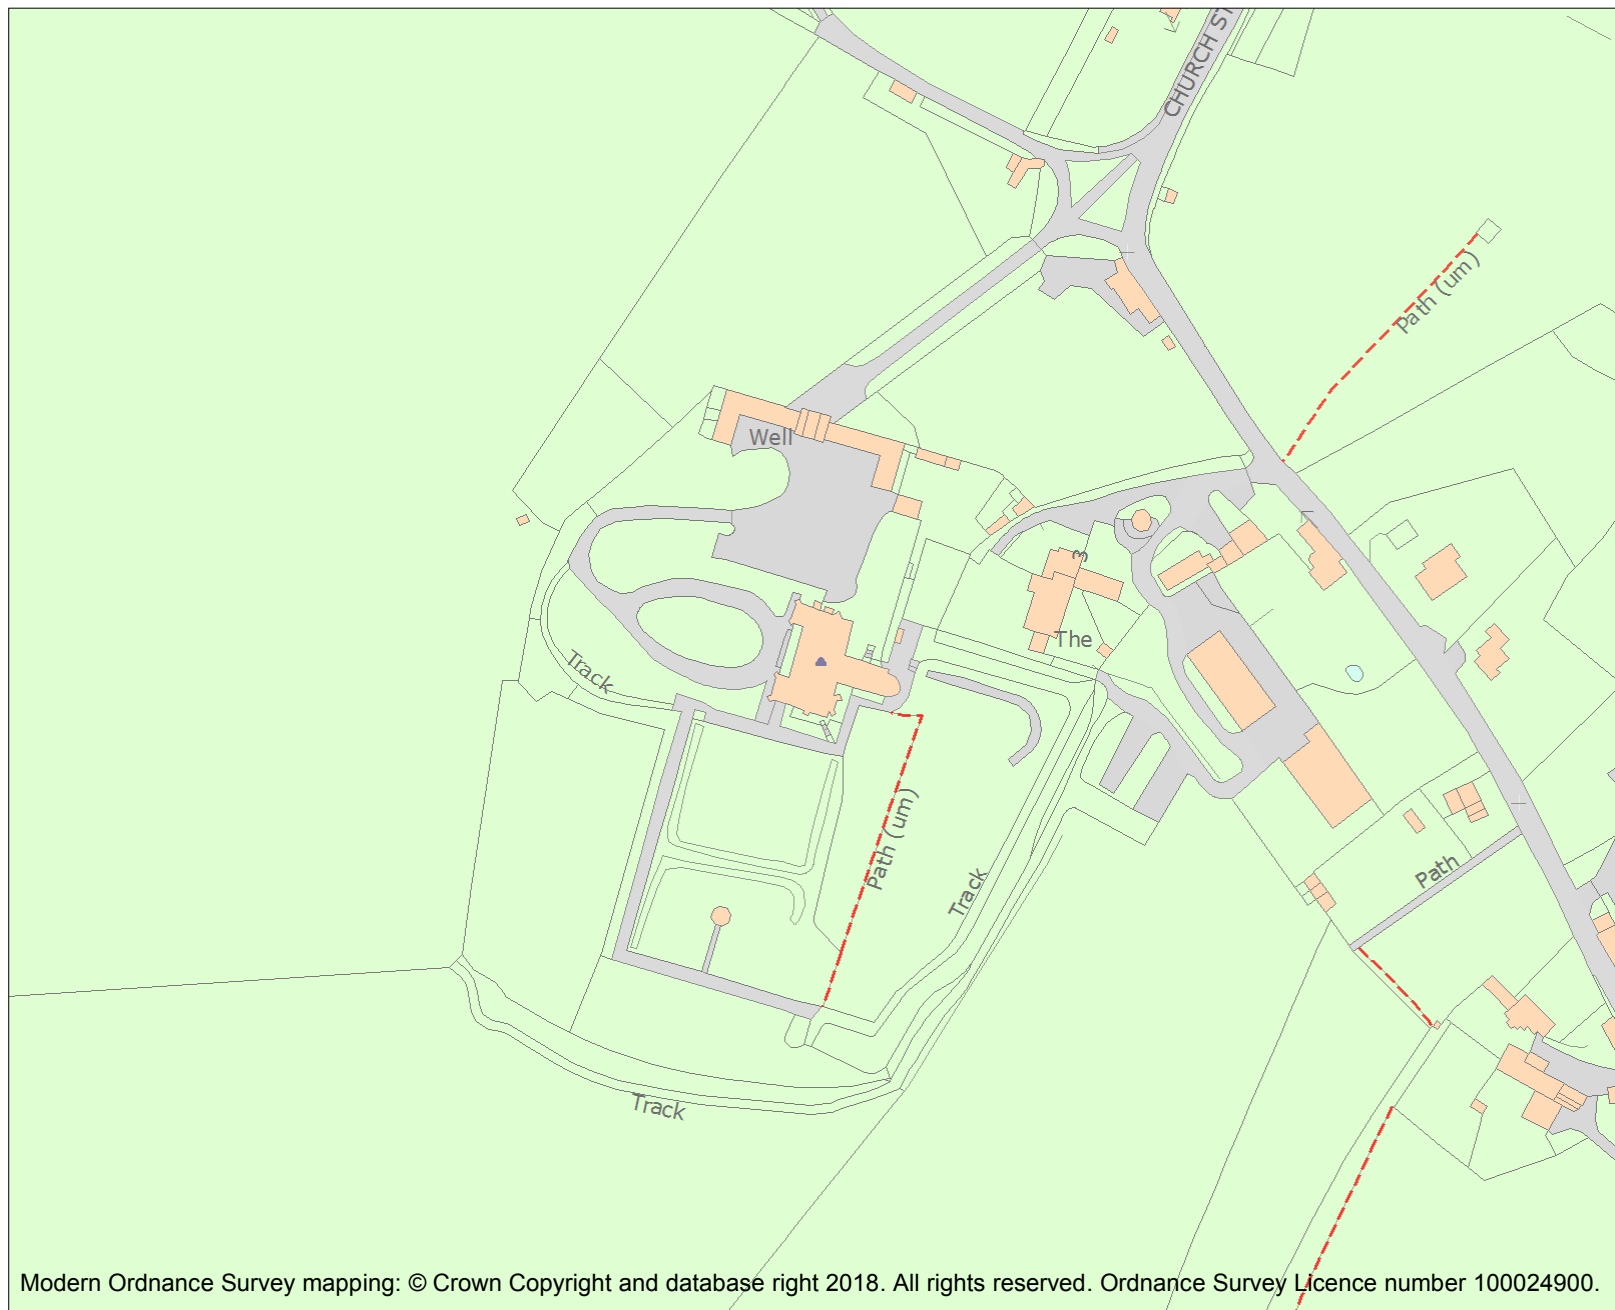 CHURCH ST
Path (um)
Well
3
The
Track
Path (um)
Track
Path
Track
Modern Ordnance Survey mapping: © Crown Copyright and database right 2018. All rights reserved. Ordnance Survey Licence number 100024900.